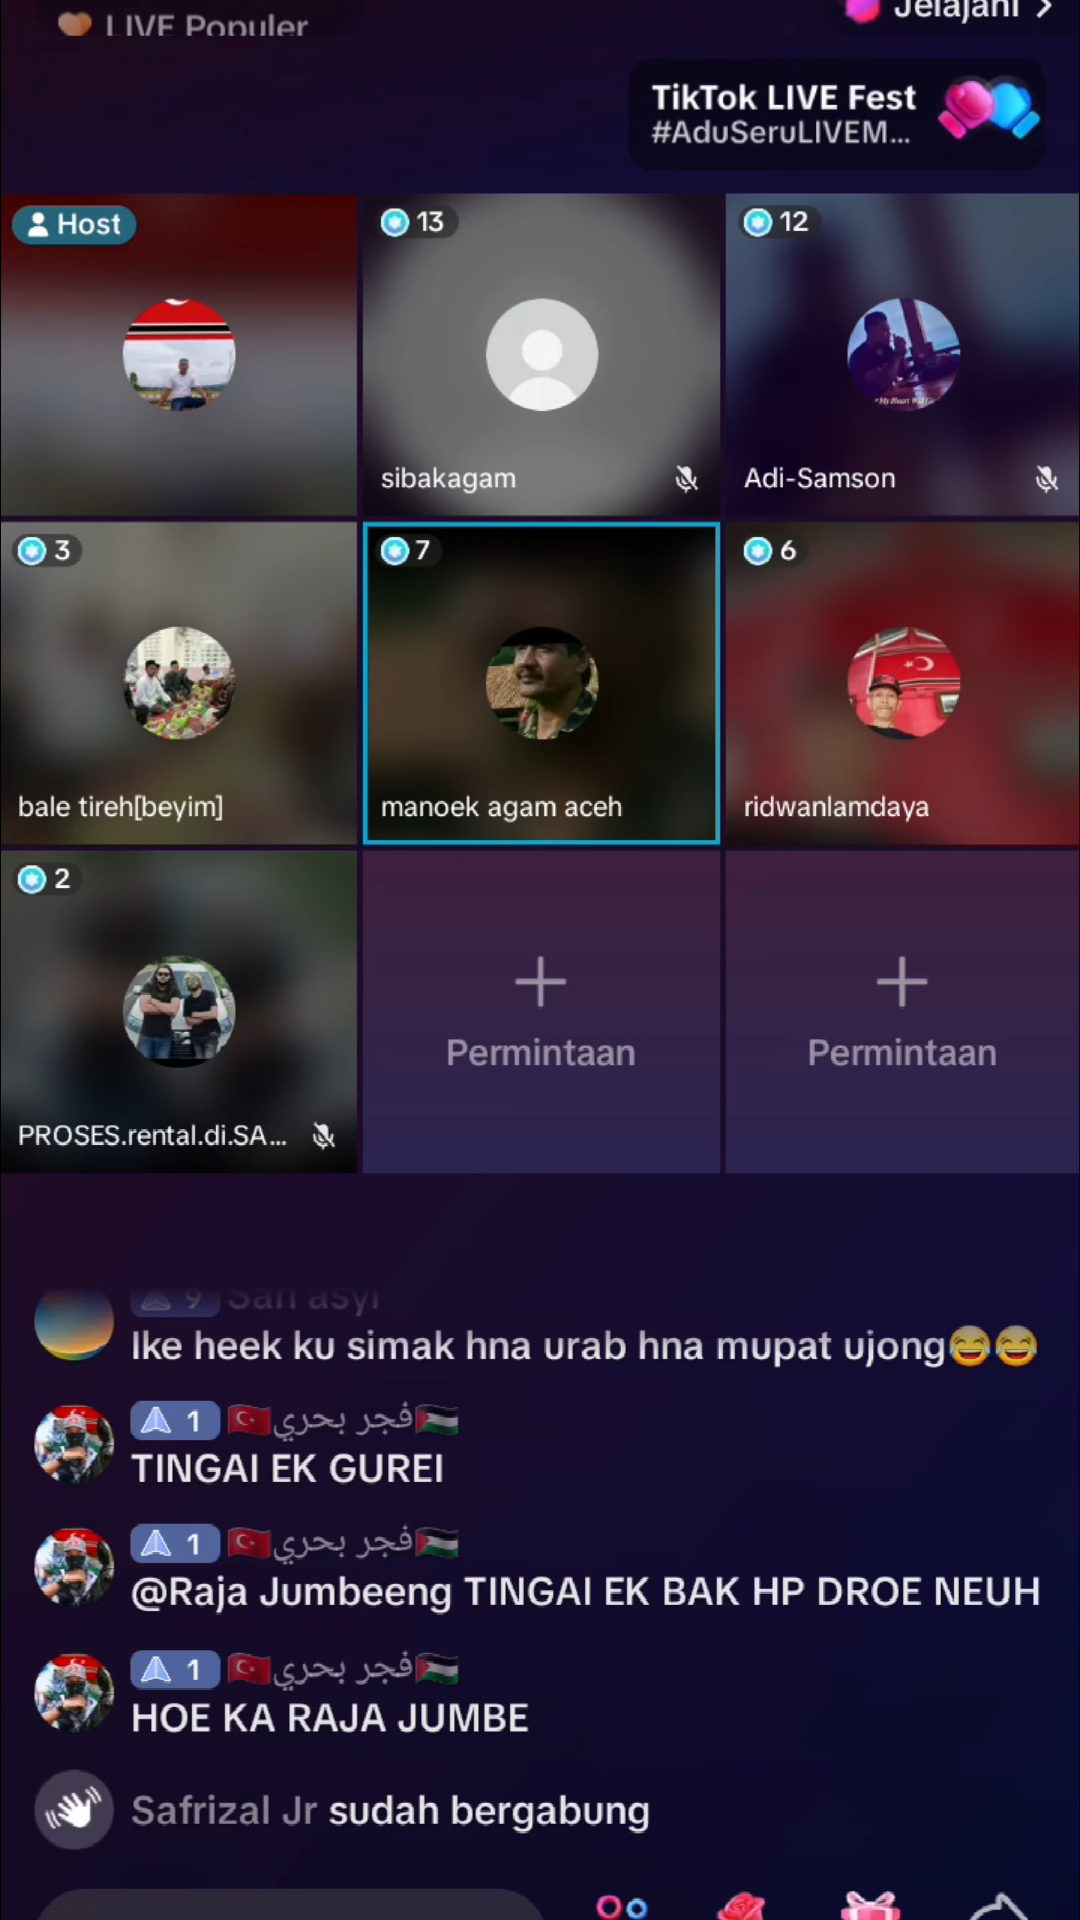 LIVE Populer
Jelajahi
TikTok LIVE Fest
#AduSeruLIVEM...
Host
13
12
sibakagam
Adi-Samson
3
7
6
bale tireh[beyim]
manoek agam aceh
ridwanlamdaya
2
PROSES.rental.di.SA...
Permintaan
Permintaan
9 San asyi
Ike heek ku simak hna urab hna mupat ujong😂😂
1 🇹🇷فجر بحري🇵🇸
TINGAI EK GUREI
1 🇹🇷فجر بحري🇵🇸
@Raja Jumbeeng TINGAI EK BAK HP DROE NEUH
1 🇹🇷فجر بحري🇵🇸
HOE KA RAJA JUMBE
Safrizal Jr sudah bergabung